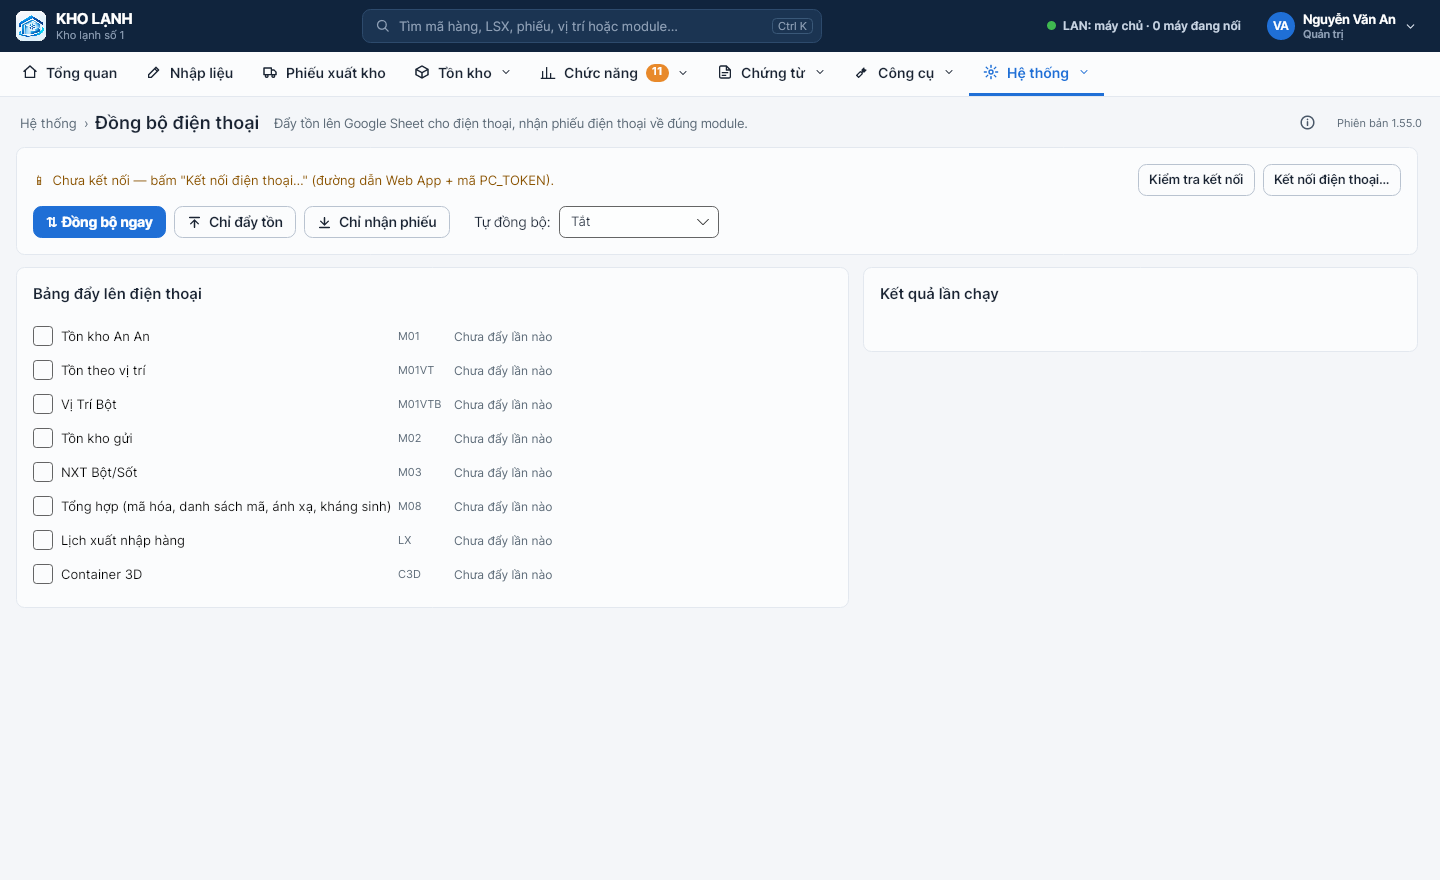 KHO LẠNH
Kho lạnh số 1
Tìm mã hàng, LSX, phiếu, vị trí hoặc module...
Ctrl K
LAN: máy chủ · 0 máy đang nối
VA
Nguyễn Văn An
Quản trị
Tổng quan
Nhập liệu
Phiếu xuất kho
Tồn kho
Chức năng
11
Chứng từ
Công cụ
Hệ thống
Hệ thống › Đồng bộ điện thoại
Đẩy tồn lên Google Sheet cho điện thoại, nhận phiếu điện thoại về đúng module.
Phiên bản 1.55.0
Chưa kết nối — bấm "Kết nối điện thoại..." (đường dẫn Web App + mã PC_TOKEN).
Kiểm tra kết nối
Kết nối điện thoại...
⇅ Đồng bộ ngay
Chỉ đẩy tồn
Chỉ nhận phiếu
Tự đồng bộ:
Tắt
Bảng đẩy lên điện thoại
Tồn kho An An M01 Chưa đẩy lần nào
Tồn theo vị trí M01VT Chưa đẩy lần nào
Vị Trí Bột M01VTB Chưa đẩy lần nào
Tồn kho gửi M02 Chưa đẩy lần nào
NXT Bột/Sốt M03 Chưa đẩy lần nào
Tổng hợp (mã hóa, danh sách mã, ánh xạ, kháng sinh) M08 Chưa đẩy lần nào
Lịch xuất nhập hàng LX Chưa đẩy lần nào
Container 3D C3D Chưa đẩy lần nào
Kết quả lần chạy